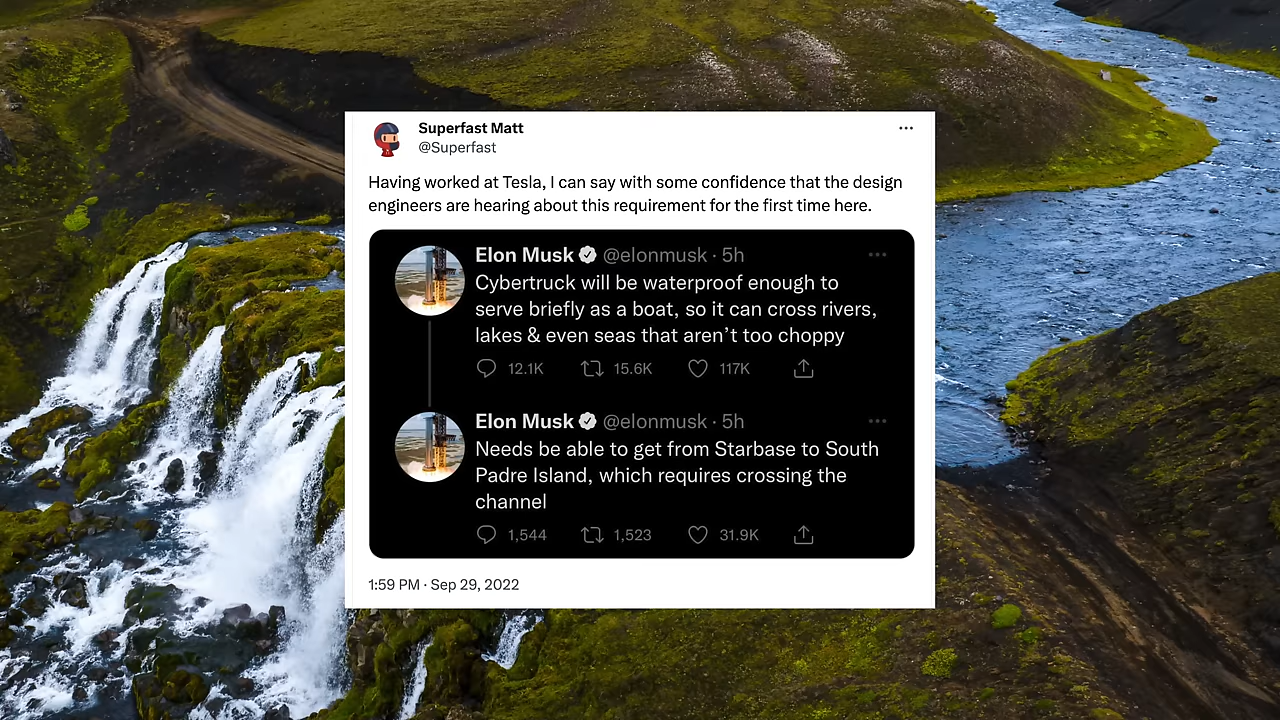 Superfast Matt
@Superfast
Having worked at Tesla, I can say with some confidence that the design
engineers are hearing about this requirement for the first time here.
Elon Musk @elonmusk · 5h
Cybertruck will be waterproof enough to
serve briefly as a boat, so it can cross rivers,
lakes & even seas that aren’t too choppy
12.1K 15.6K 117K
Elon Musk @elonmusk · 5h
Needs be able to get from Starbase to South
Padre Island, which requires crossing the
channel
1,544 1,523 31.9K
1:59 PM · Sep 29, 2022